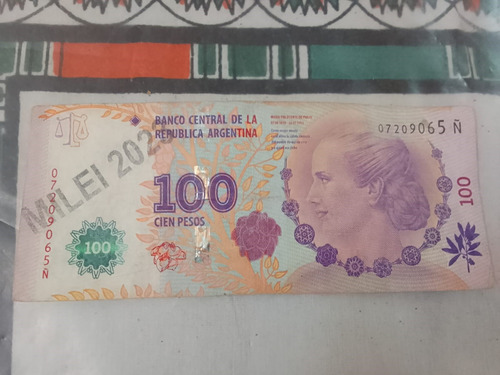 BANCO CENTRAL DE LA
REPUBLICA ARGENTINA
07209065 Ñ
MILEI 2023
07209065Ñ
100
CIEN PESOS
100
100